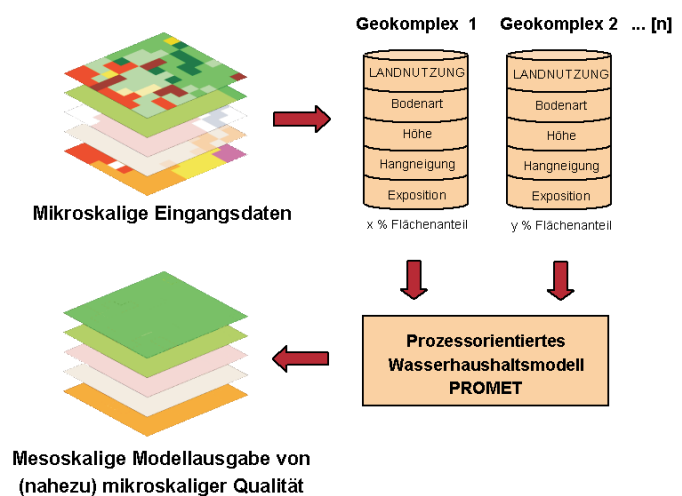 Geokomplex 1
Geokomplex 2 ... [n]
LANDNUTZUNG
Bodenart
Höhe
Hangneigung
Exposition
x % Flächenanteil
LANDNUTZUNG
Bodenart
Höhe
Hangneigung
Exposition
y % Flächenanteil
Mikroskalige Eingangsdaten
Prozessorientiertes
Wasserhaushaltsmodell
PROMET
Mesoskalige Modellausgabe von
(nahezu) mikroskaliger Qualität